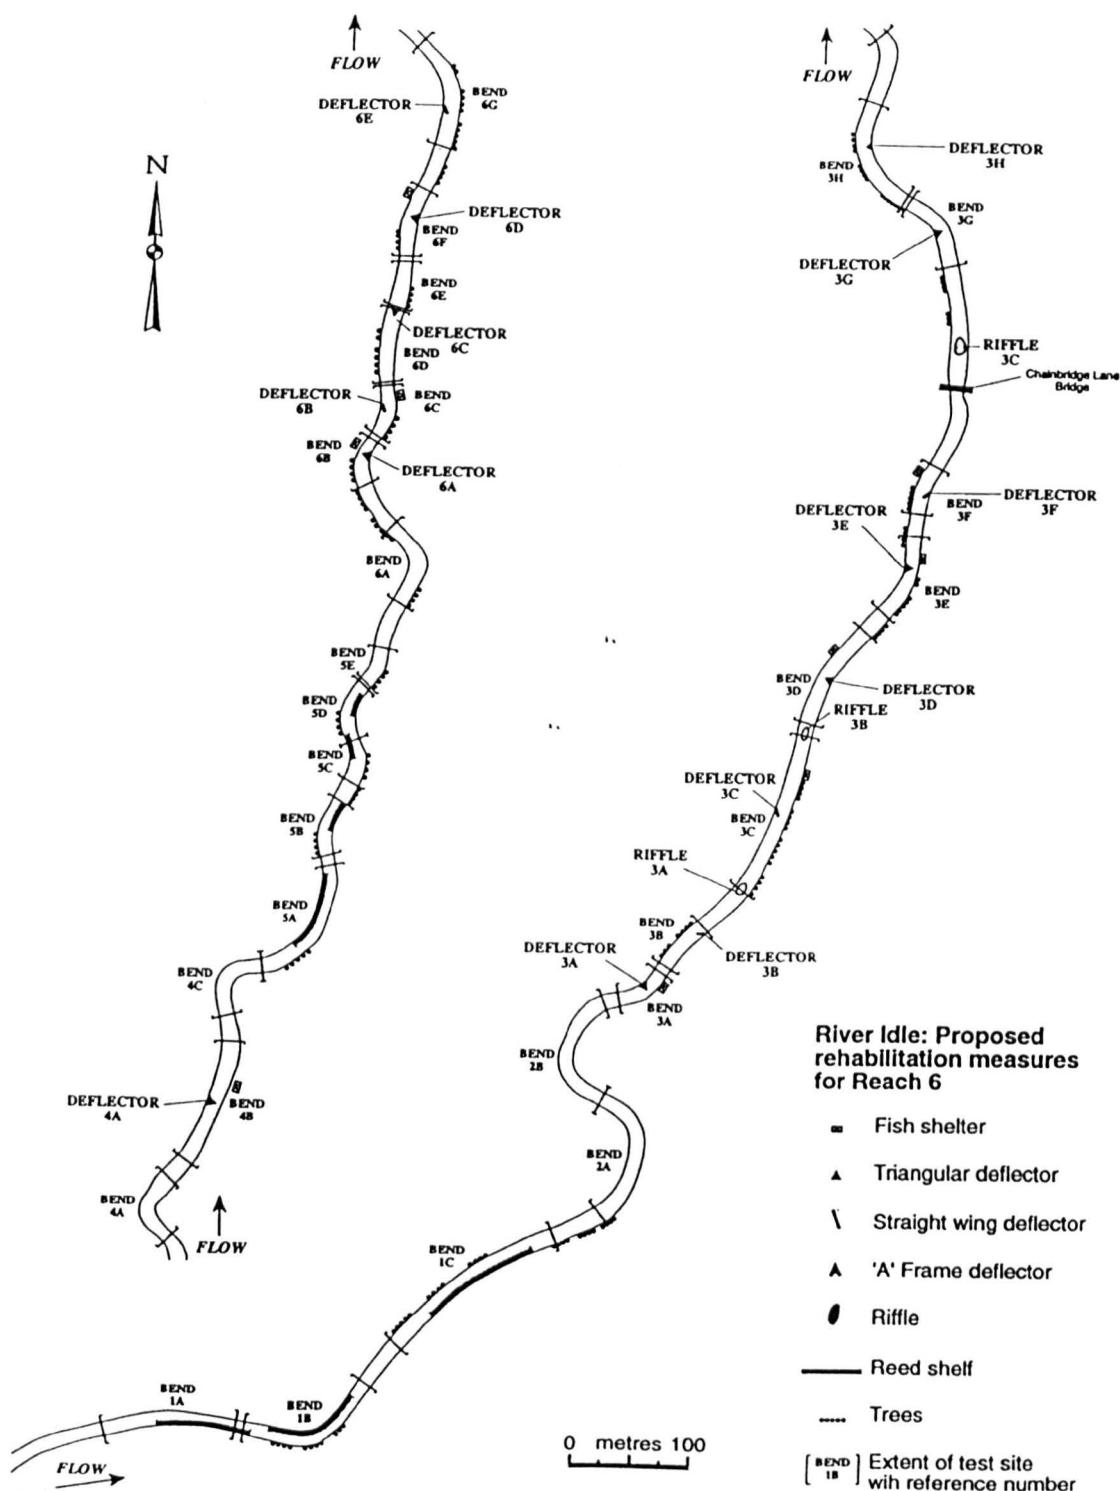 FLOW
DEFLECTOR
6E
BEND
6G
N
DEFLECTOR
6D
BEND
6F
BEND
6E
DEFLECTOR
6C
BEND
6D
DEFLECTOR
6B
BEND
6C
BEND
6B
DEFLECTOR
6A
BEND
6A
BEND
5E
BEND
5D
BEND
5C
BEND
5B
BEND
5A
BEND
4C
DEFLECTOR
4A
BEND
4B
BEND
4A
FLOW
FLOW
DEFLECTOR
3H
BEND
3H
BEND
3G
DEFLECTOR
3G
RIFFLE
3C
Chainbridge Lane
Bridge
DEFLECTOR
3F
BEND
3F
DEFLECTOR
3E
BEND
3E
BEND
3D
DEFLECTOR
3D
RIFFLE
3B
DEFLECTOR
3C
BEND
3C
RIFFLE
3A
BEND
3B
DEFLECTOR
3B
DEFLECTOR
3A
BEND
3A
BEND
2B
BEND
2A
BEND
1C
BEND
1B
BEND
1A
FLOW
0 metres 100
River Idle: Proposed
rehabilitation measures
for Reach 6
Fish shelter
Triangular deflector
Straight wing deflector
'A' Frame deflector
Riffle
Reed shelf
Trees
BEND
1B
Extent of test site
wih reference number